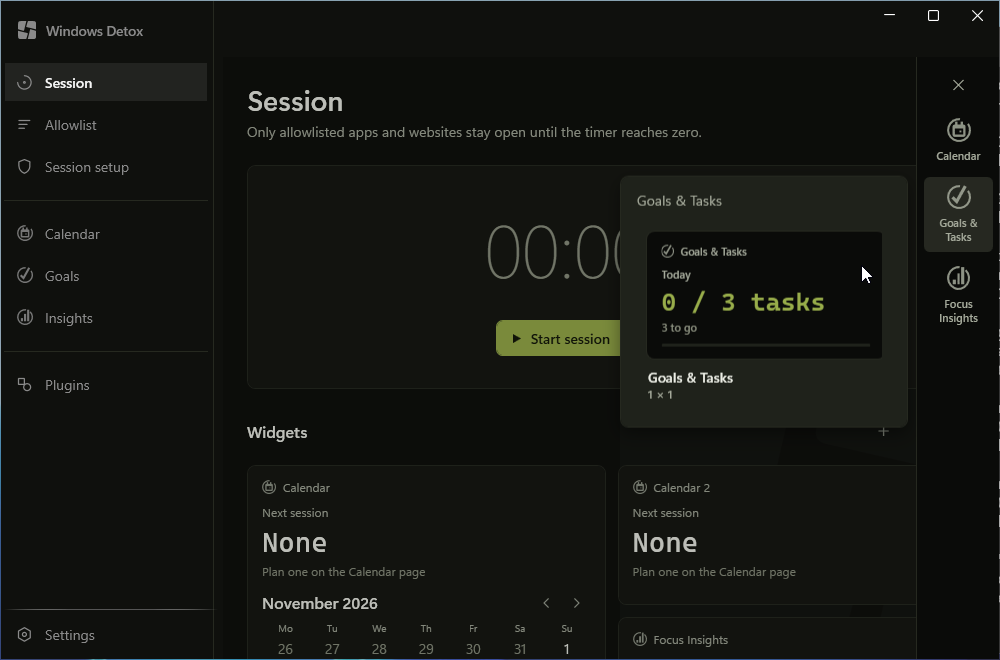 Windows Detox
Session
Allowlist
Session setup
Calendar
Goals
Insights
Plugins
Settings
Session
Only allowlisted apps and websites stay open until the timer reaches zero.
00:0
Start session
Goals & Tasks
Goals & Tasks
Today
0 / 3 tasks
3 to go
Goals & Tasks
1 × 1
Calendar
Goals &
Tasks
Focus
Insights
Widgets
Calendar
Next session
None
Plan one on the Calendar page
November 2026
Mo Tu We Th Fr Sa Su
26 27 28 29 30 31 1
Calendar 2
Next session
None
Plan one on the Calendar page
Focus Insights